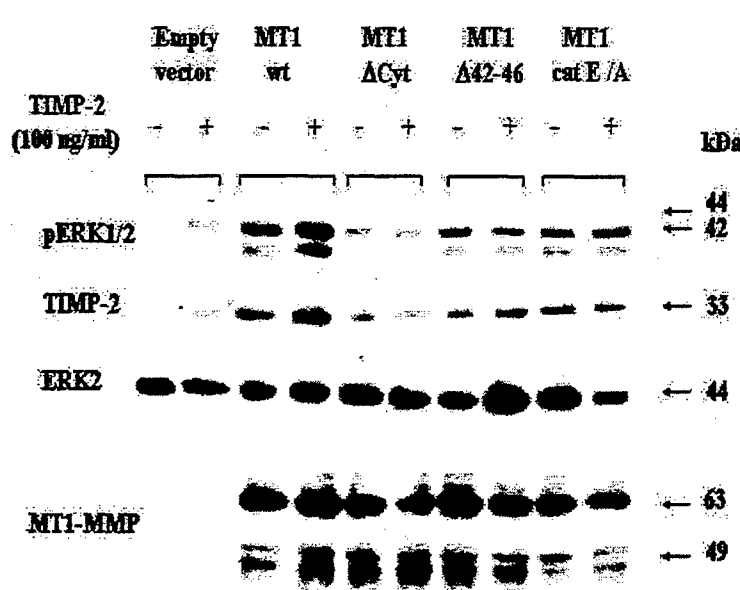 Empty vector MT1 wt MT1 ΔCyt MT1 Δ42-46 MT1 cat E/A
TIMP-2 (100 ng/ml) - + - + - + - + - +
kDa
pERK1/2 44 42
TIMP-2 33
ERK2 44
MT1-MMP 63 49